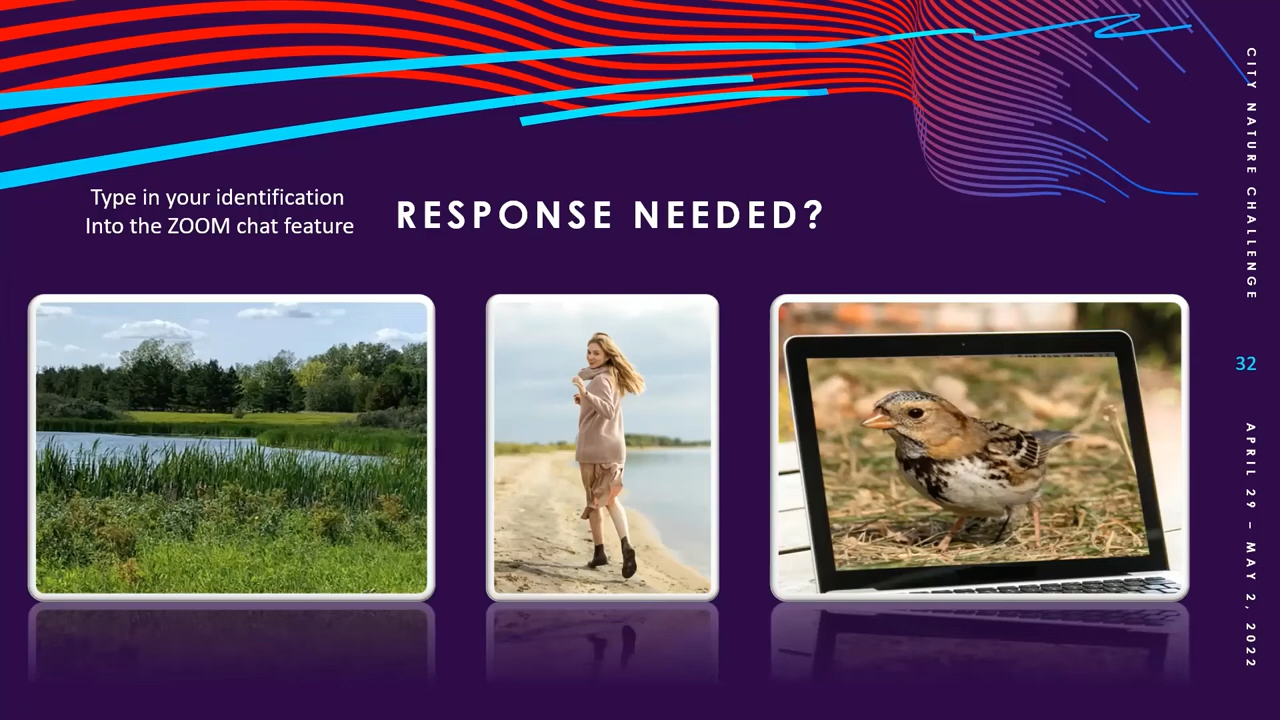 Type in your identification
Into the ZOOM chat feature
RESPONSE NEEDED?
CITY NATURE CHALLENGE
32
APRIL 29 – MAY 2, 2022